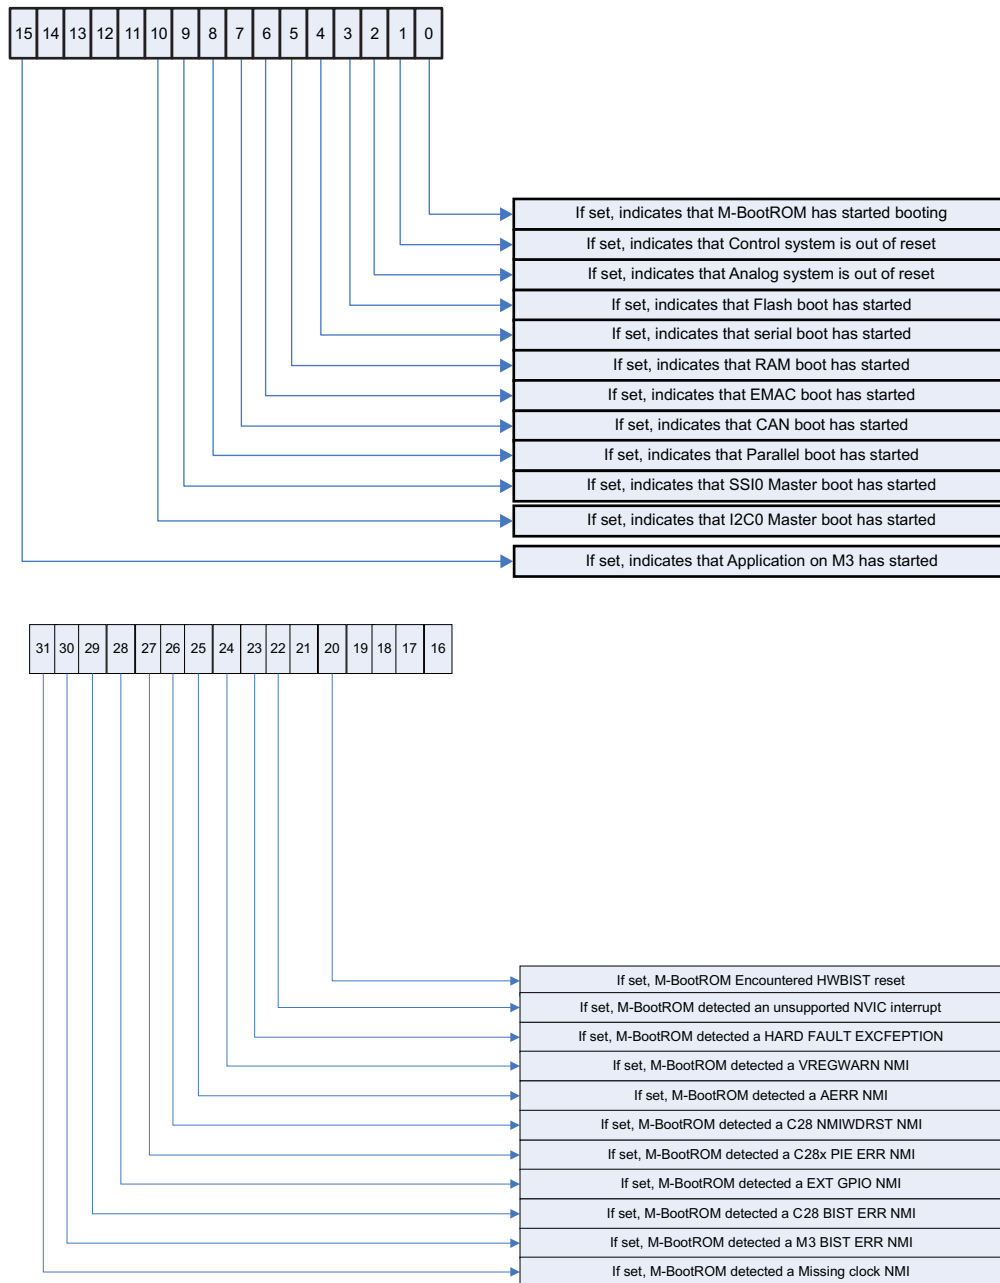 15 14 13 12 11 10 9 8 7 6 5 4 3 2 1 0
If set, indicates that M-BootROM has started booting
If set, indicates that Control system is out of reset
If set, indicates that Analog system is out of reset
If set, indicates that Flash boot has started
If set, indicates that serial boot has started
If set, indicates that RAM boot has started
If set, indicates that EMAC boot has started
If set, indicates that CAN boot has started
If set, indicates that Parallel boot has started
If set, indicates that SSI0 Master boot has started
If set, indicates that I2C0 Master boot has started
If set, indicates that Application on M3 has started
31 30 29 28 27 26 25 24 23 22 21 20 19 18 17 16
If set, M-BootROM Encountered HWBIST reset
If set, M-BootROM detected an unsupported NVIC interrupt
If set, M-BootROM detected a HARD FAULT EXCFEPTION
If set, M-BootROM detected a VREGWARN NMI
If set, M-BootROM detected a AERR NMI
If set, M-BootROM detected a C28 NMIWDRST NMI
If set, M-BootROM detected a C28x PIE ERR NMI
If set, M-BootROM detected a EXT GPIO NMI
If set, M-BootROM detected a C28 BIST ERR NMI
If set, M-BootROM detected a M3 BIST ERR NMI
If set, M-BootROM detected a Missing clock NMI